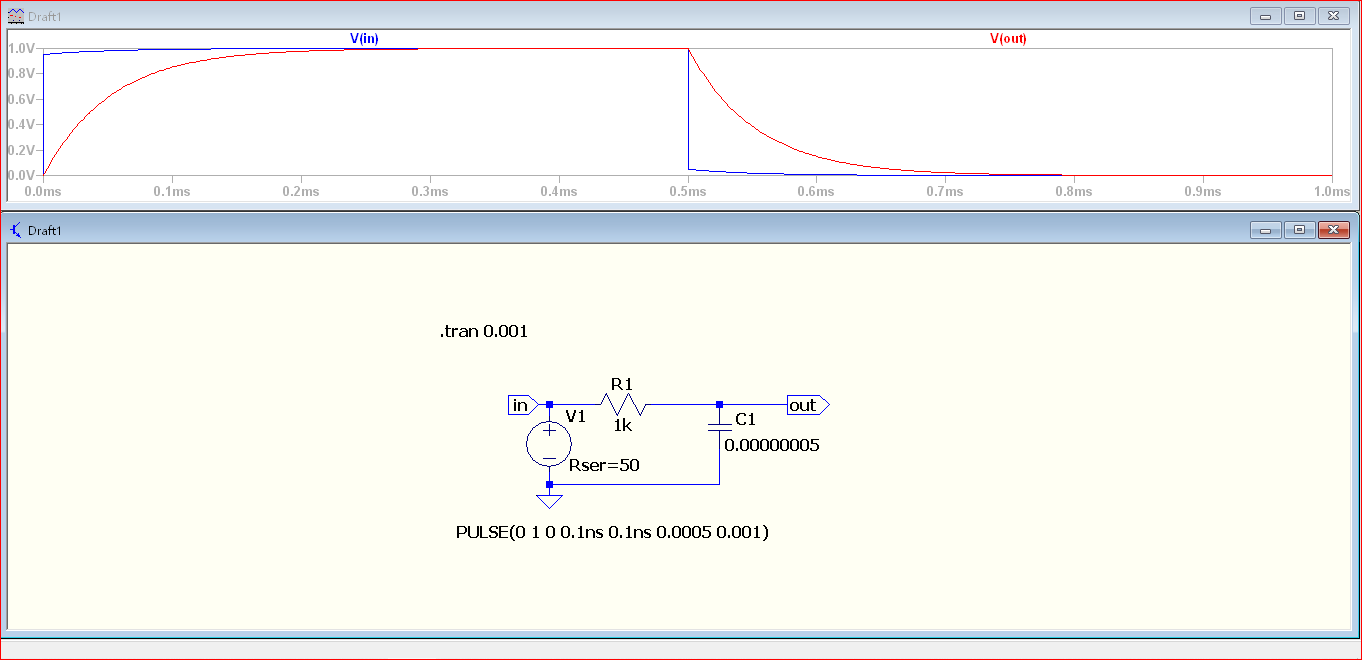 Draft1
V(in) V(out)
1.0V
0.8V
0.6V
0.4V
0.2V
0.0V
0.0ms 0.1ms 0.2ms 0.3ms 0.4ms 0.5ms 0.6ms 0.7ms 0.8ms 0.9ms 1.0ms
Draft1
.tran 0.001
R1
in out
V1 C1
1k
0.00000005
Rser=50
PULSE(0 1 0 0.1ns 0.1ns 0.0005 0.001)